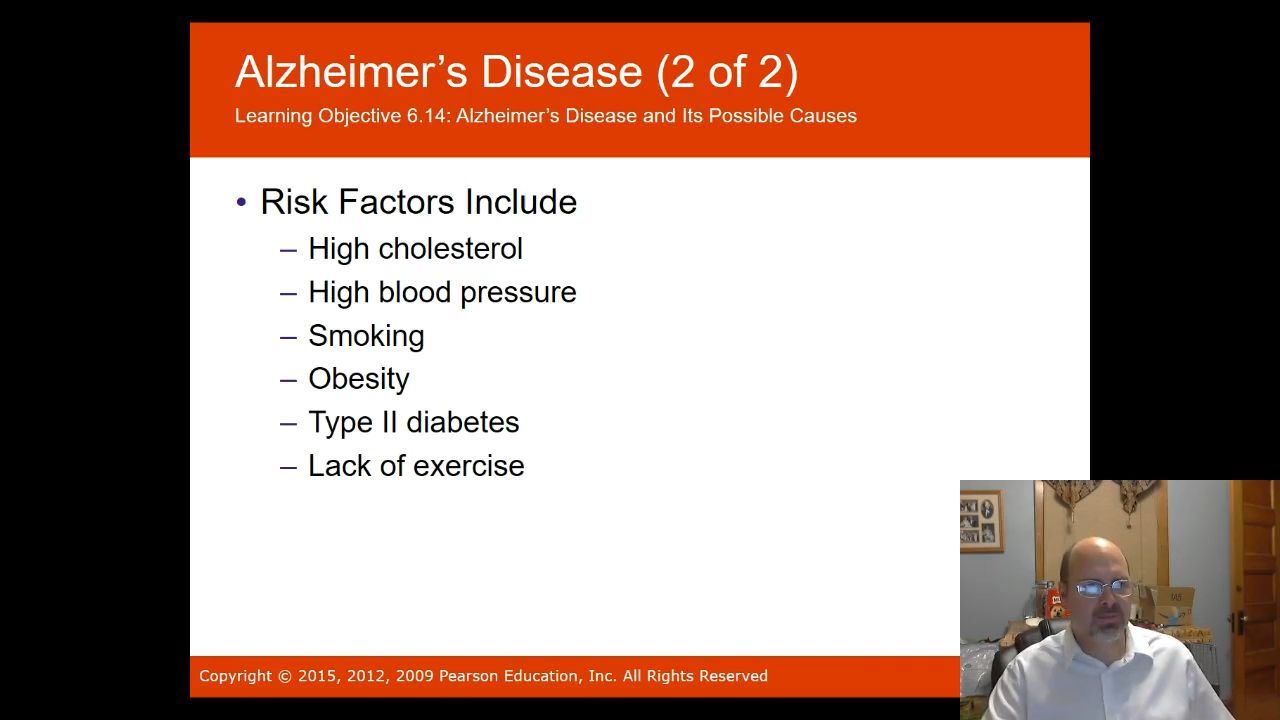 Alzheimer’s Disease (2 of 2)
Learning Objective 6.14: Alzheimer’s Disease and Its Possible Causes
• Risk Factors Include
– High cholesterol
– High blood pressure
– Smoking
– Obesity
– Type II diabetes
– Lack of exercise
Copyright © 2015, 2012, 2009 Pearson Education, Inc. All Rights Reserved